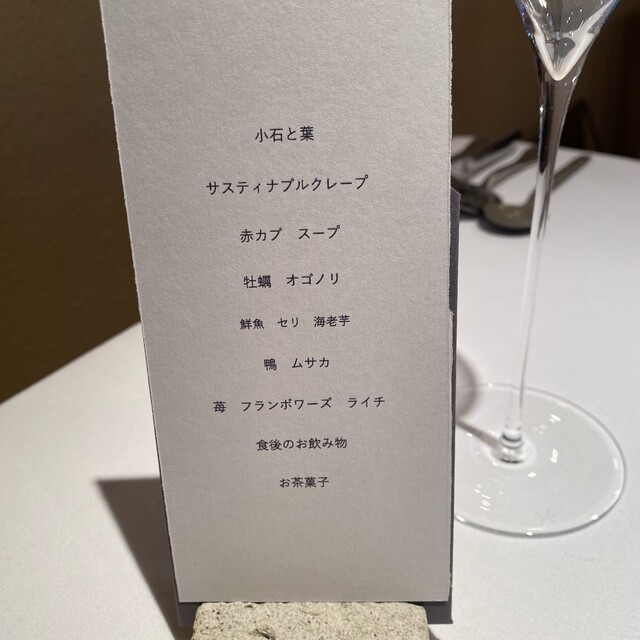 小石と葉
サスティナブルクレープ
赤カブ　スープ
牡蠣　オゴノリ
鮮魚　セリ　海老芋
鴨　ムサカ
苺　フランボワーズ　ライチ
食後のお飲み物
お茶菓子